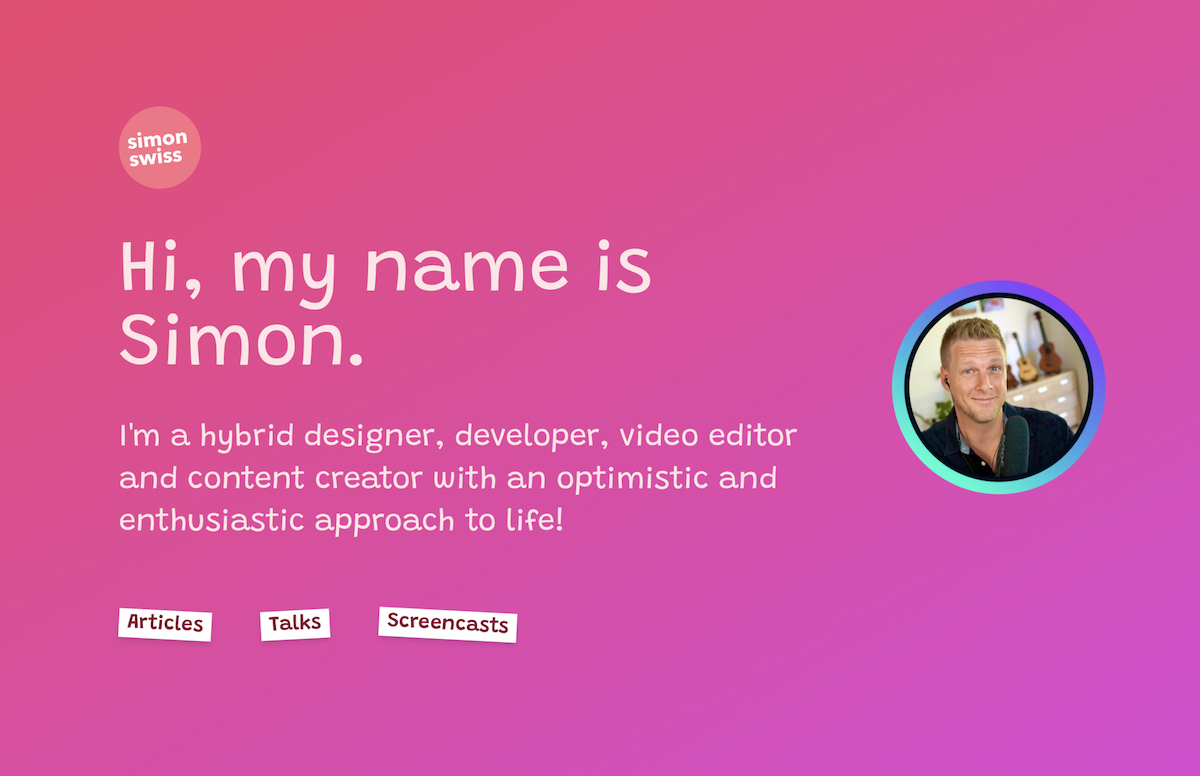 simon
swiss
Hi, my name is
Simon.
I'm a hybrid designer, developer, video editor
and content creator with an optimistic and
enthusiastic approach to life!
Articles Talks Screencasts